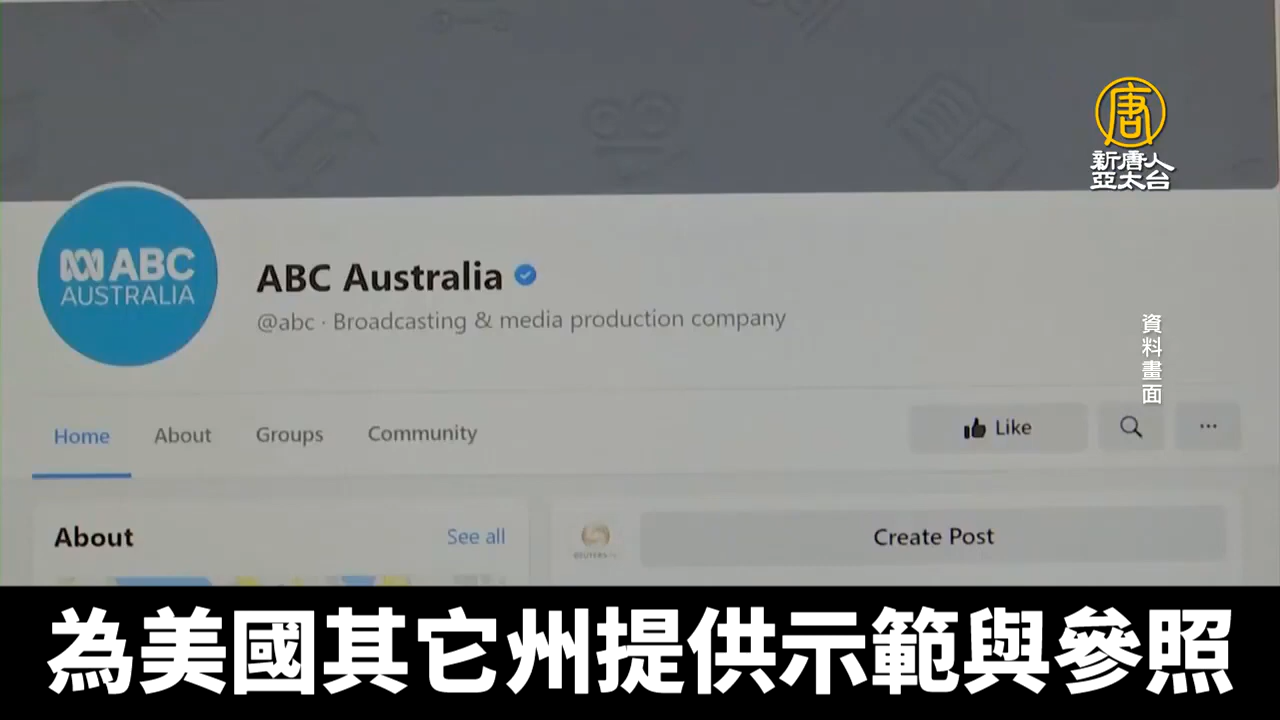 唐
新唐人
亞太台
ABC
AUSTRALIA
ABC Australia
@abc · Broadcasting & media production company
資料畫面
Home
About
Groups
Community
Like
About
See all
REUTERS
Create Post
為美國其它州提供示範與參照